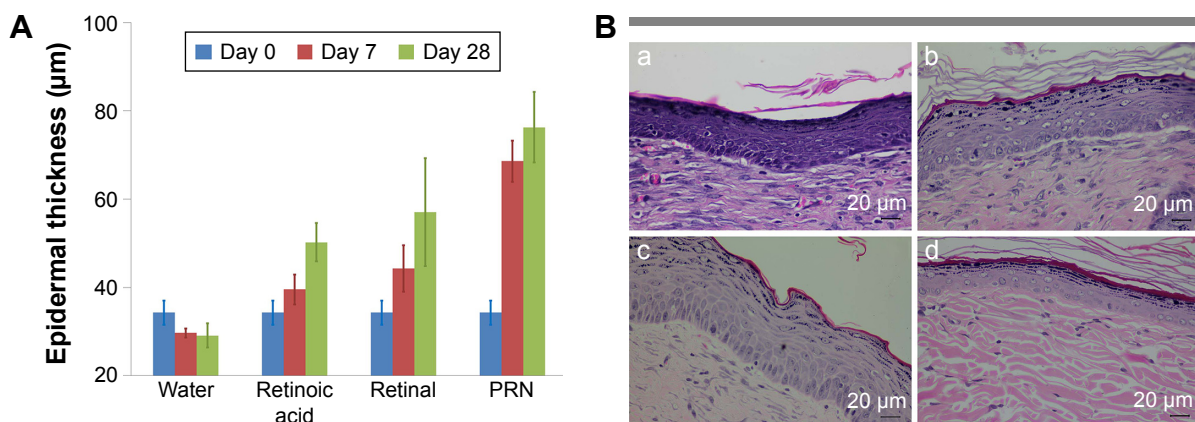 A
Epidermal thickness (µm)
100
80
60
40
20
Day 0 Day 7 Day 28
Water
Retinoic acid
Retinal
PRN
B
a
20 µm
b
20 µm
c
20 µm
d
20 µm